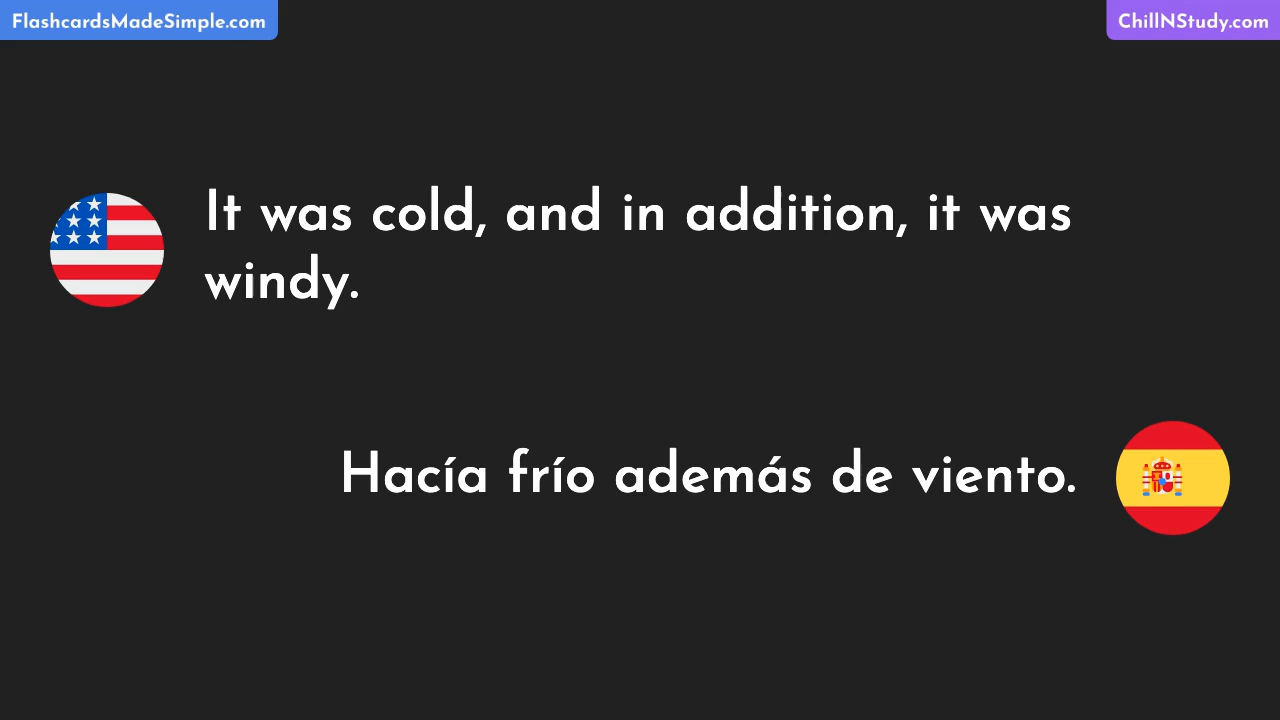 FlashcardsMadeSimple.com
ChillNStudy.com
It was cold, and in addition, it was
windy.
Hacía frío además de viento.